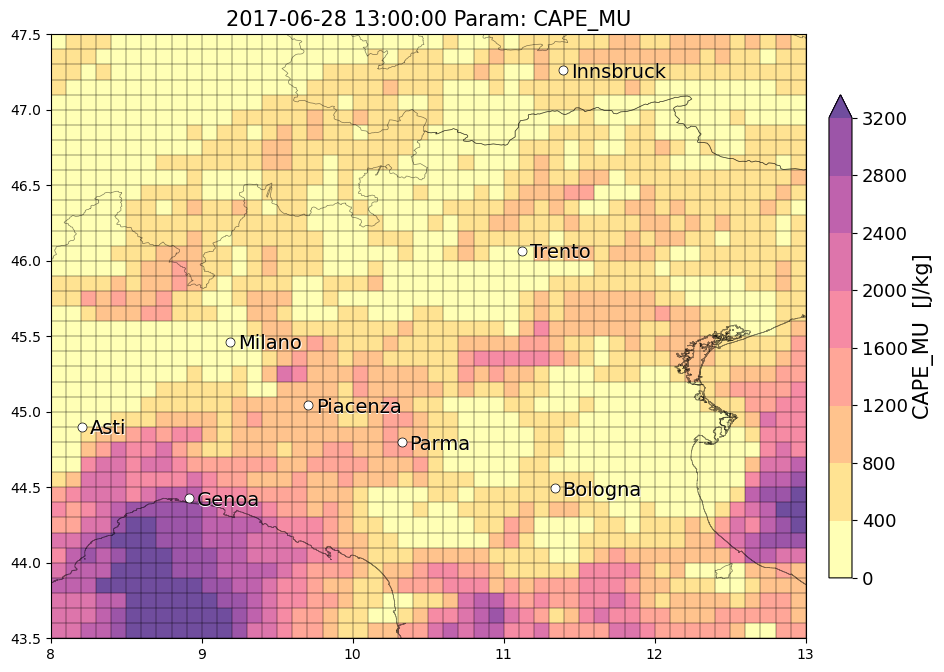 2017-06-28 13:00:00 Param: CAPE_MU
47.5
47.0
46.5
46.0
45.5
45.0
44.5
44.0
43.5
8
9
10
11
12
13
Innsbruck
Trento
Milano
Piacenza
Asti
Parma
Genoa
Bologna
3200
2800
2400
2000
1600
1200
800
400
0
CAPE_MU [J/kg]